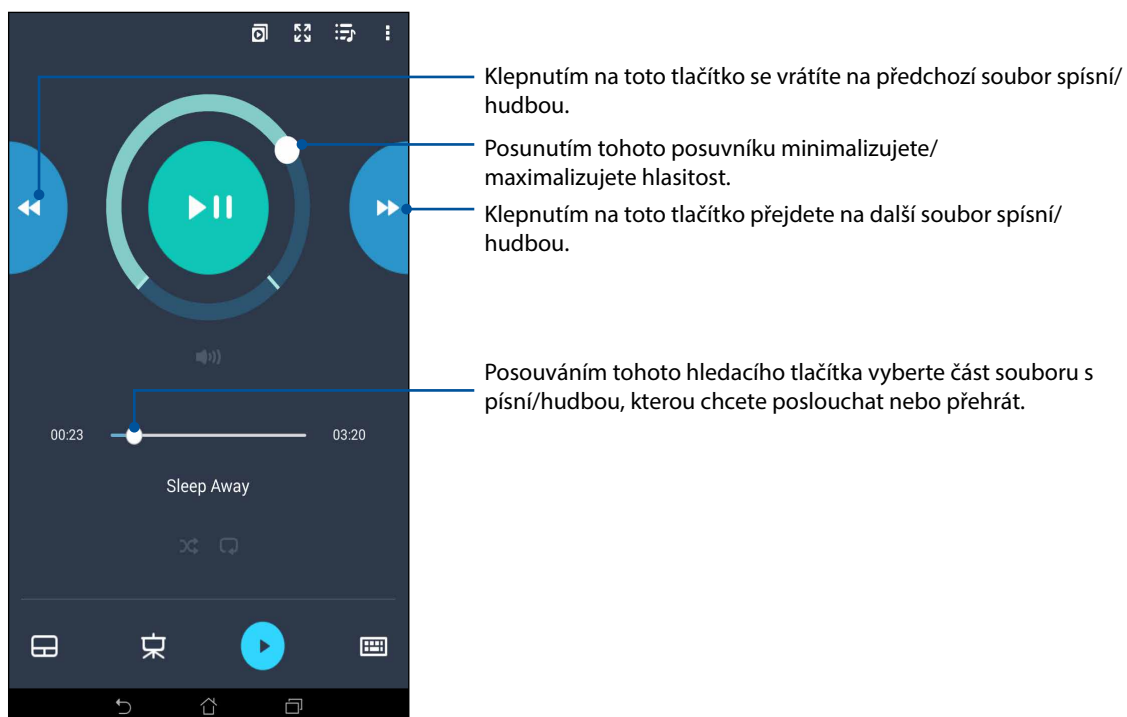 Klepnutím na toto tlačítko se vrátíte na předchozí soubor spísní/
hudbou.
Posunutím tohoto posuvníku minimalizujete/
maximalizujete hlasitost.
Klepnutím na toto tlačítko přejdete na další soubor spísní/
hudbou.
Posouváním tohoto hledacího tlačítka vyberte část souboru s
písní/hudbou, kterou chcete poslouchat nebo přehrát.
00:23
03:20
Sleep Away